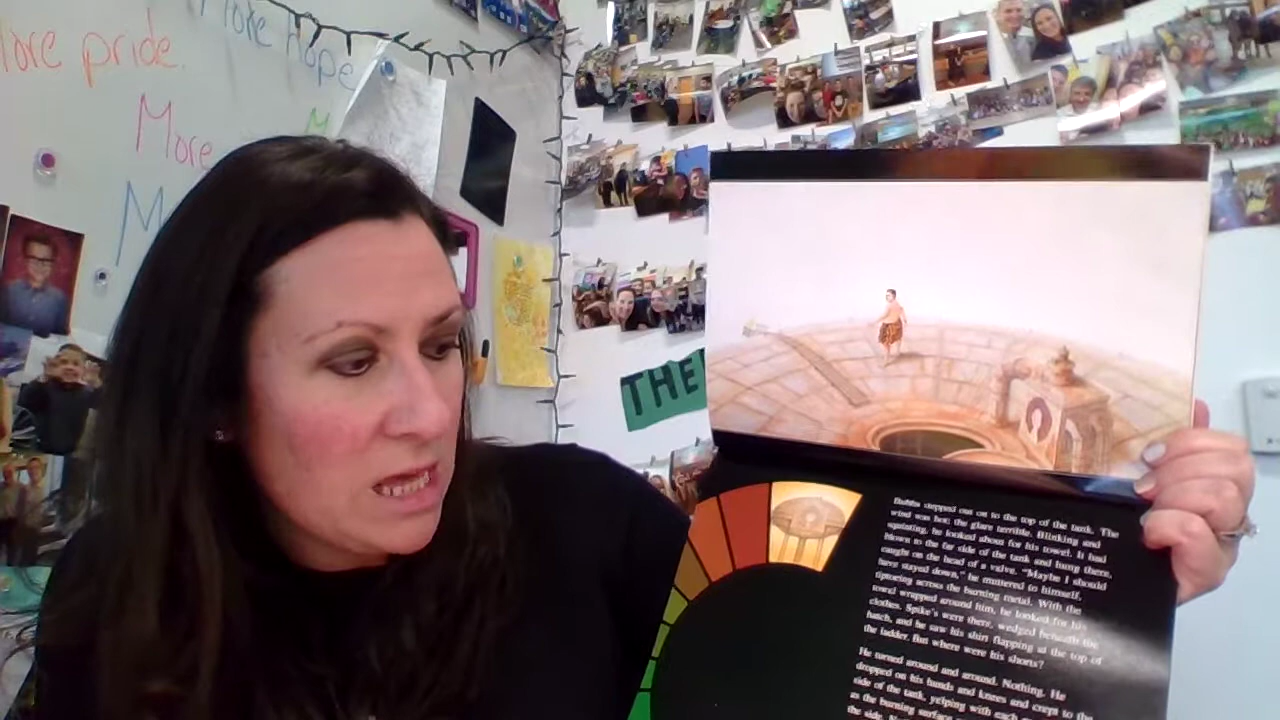 More pride.
More Hope
More
M
M
THE
Bubba stepped out on to the top of the tank. The
wind was hot; the glare terrible. Blinking and
squinting, he looked about for his towel. It had
blown to the far side of the tank and hung there,
caught on the head of a valve. "Maybe I should
have stayed down," he muttered to himself,
tiptoeing across the burning metal. With the
towel wrapped around him, he looked for his
clothes. Spike's were there, wedged beneath the
hatch, and he saw his shirt flapping at the top of
the ladder. But where were his shorts?
He turned around and around. Nothing. He
dropped on his hands and knees and crept to the
side of the tank, yelping with each
as the burning surface
the side.